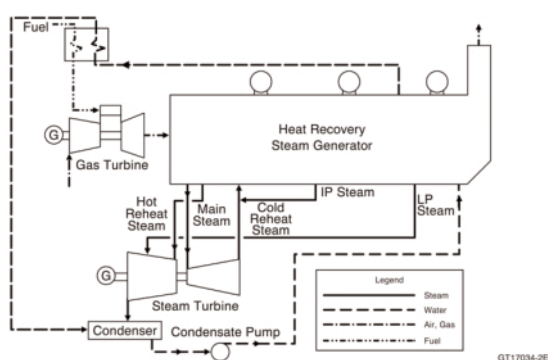 Fuel
Heat Recovery
Steam Generator
G
Gas Turbine
Hot
Reheat
Steam
Main
Steam
Cold
Reheat
Steam
IP Steam
LP
Steam
G
Steam Turbine
Condenser
Condensate Pump
Legend
Steam
Water
Air, Gas
Fuel
GT17034-2E